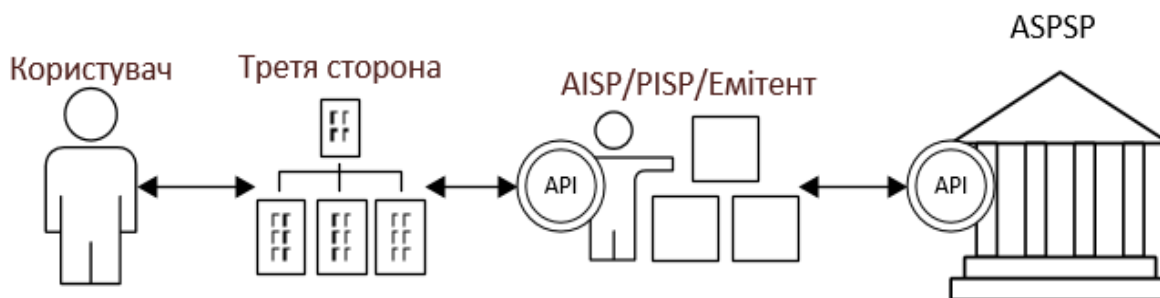 ASPSP
Користувач
Третя сторона
AISP/PISP/Емітент
API
API